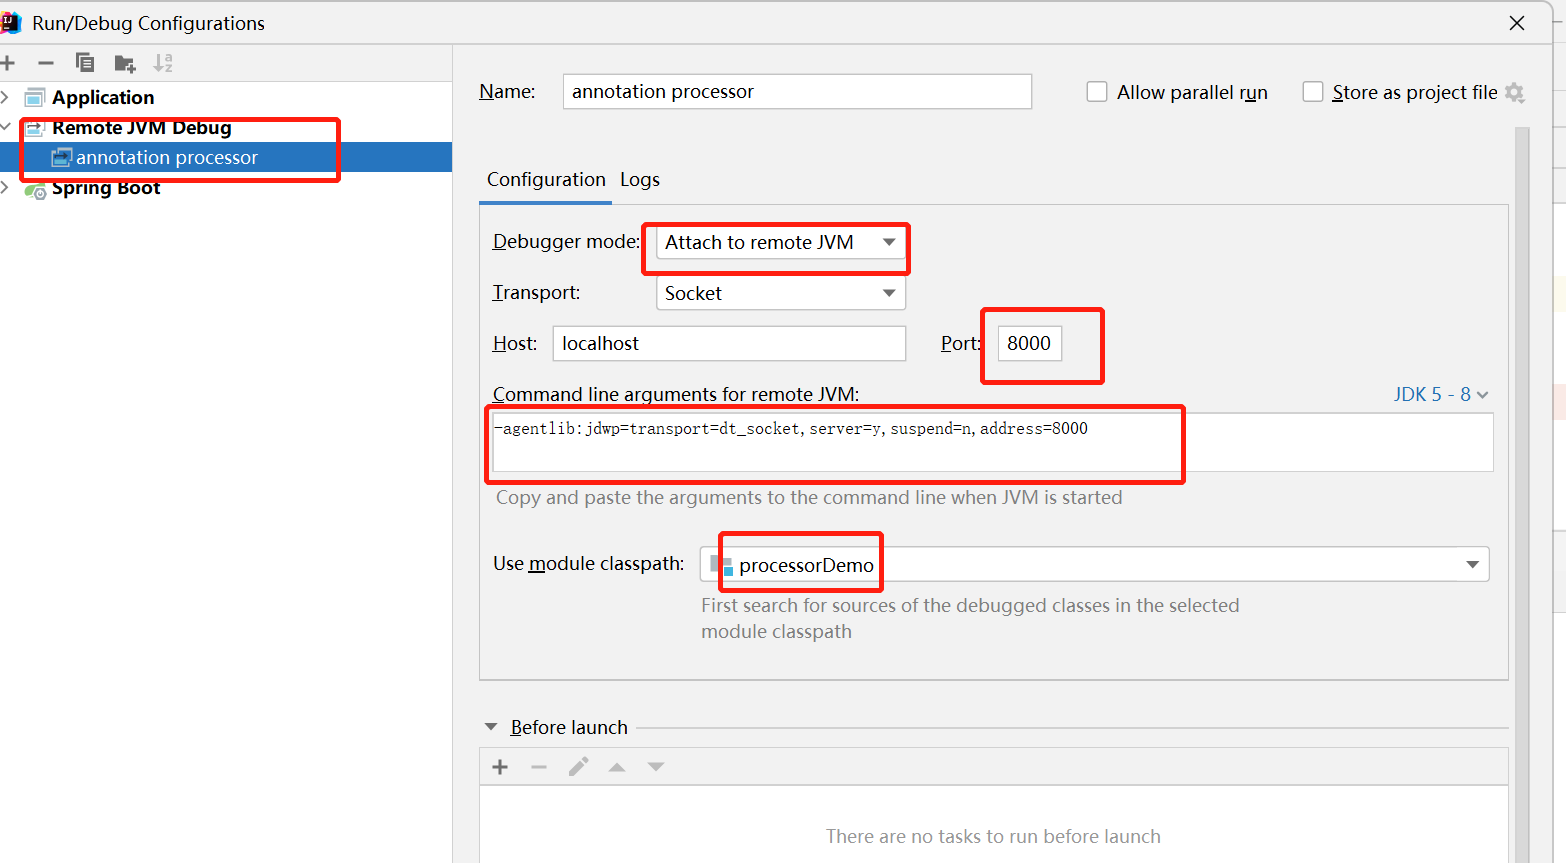 Run/Debug Configurations
Application
Remote JVM Debug
annotation processor
Spring Boot
Name: annotation processor
Allow parallel run
Store as project file
Configuration Logs
Debugger mode: Attach to remote JVM
Transport: Socket
Host: localhost Port: 8000
Command line arguments for remote JVM: JDK 5 - 8
-agentlib:jdwp=transport=dt_socket,server=y,suspend=n,address=8000
Copy and paste the arguments to the command line when JVM is started
Use module classpath: processorDemo
First search for sources of the debugged classes in the selected
module classpath
Before launch
There are no tasks to run before launch